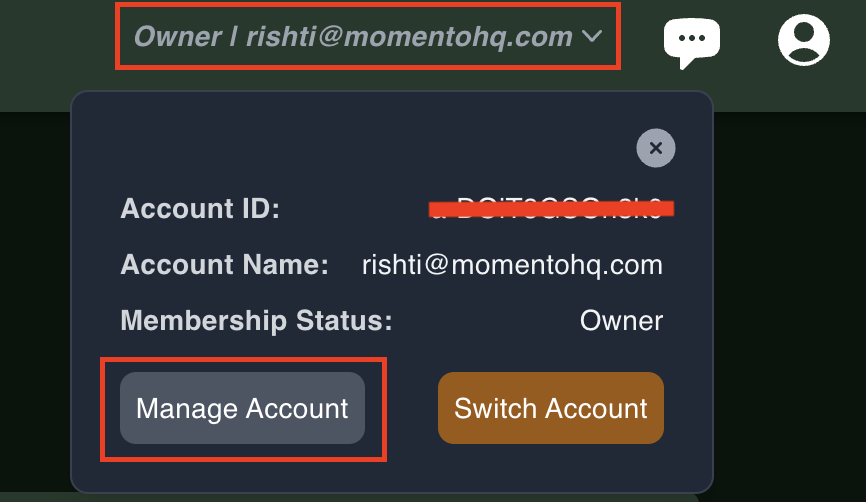 Owner | rishti@momentohq.com
Account ID:
Account Name: rishti@momentohq.com
Membership Status: Owner
Manage Account Switch Account